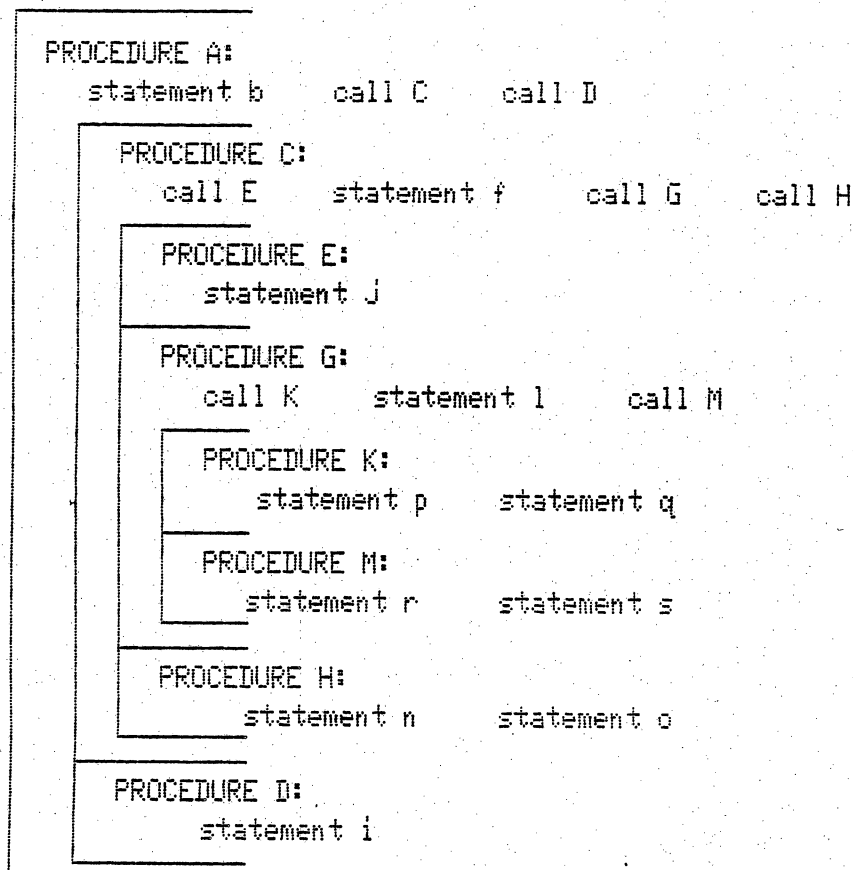 PROCEDURE A:
statement b call C call D
PROCEDURE C:
call E statement f call G call H
PROCEDURE E:
statement j
PROCEDURE G:
call K statement l call M
PROCEDURE K:
statement p statement q
PROCEDURE M:
statement r statement s
PROCEDURE H:
statement n statement o
PROCEDURE D:
statement i